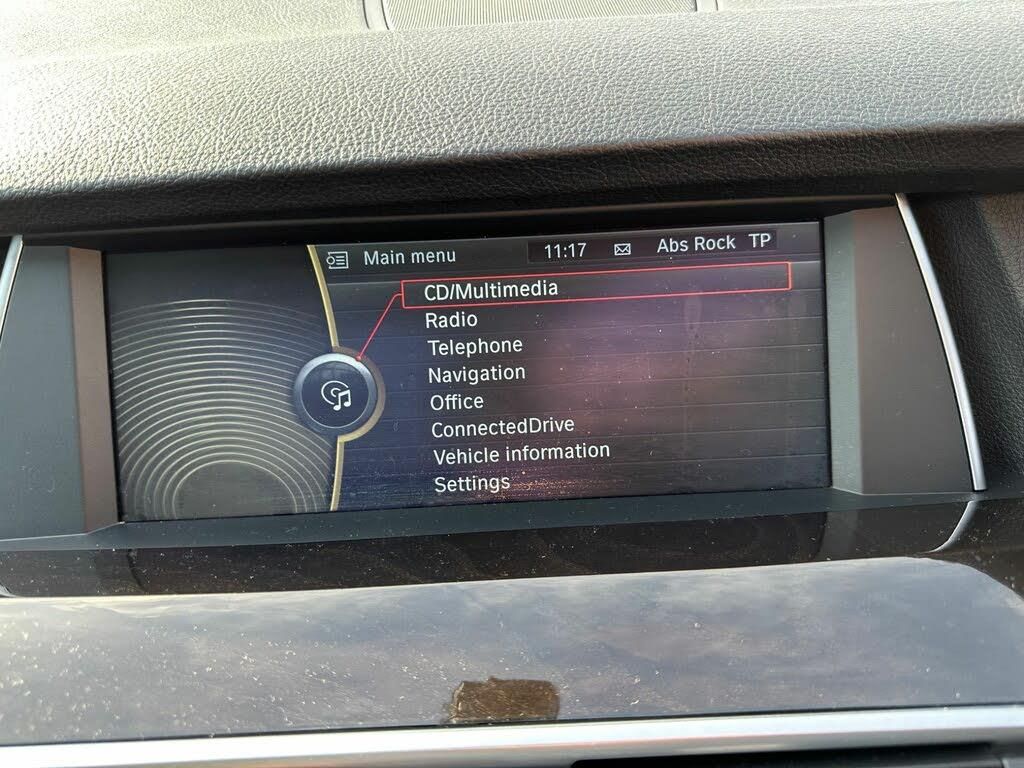 Main menu 11:17 Abs Rock TP
CD/Multimedia
Radio
Telephone
Navigation
Office
ConnectedDrive
Vehicle information
Settings